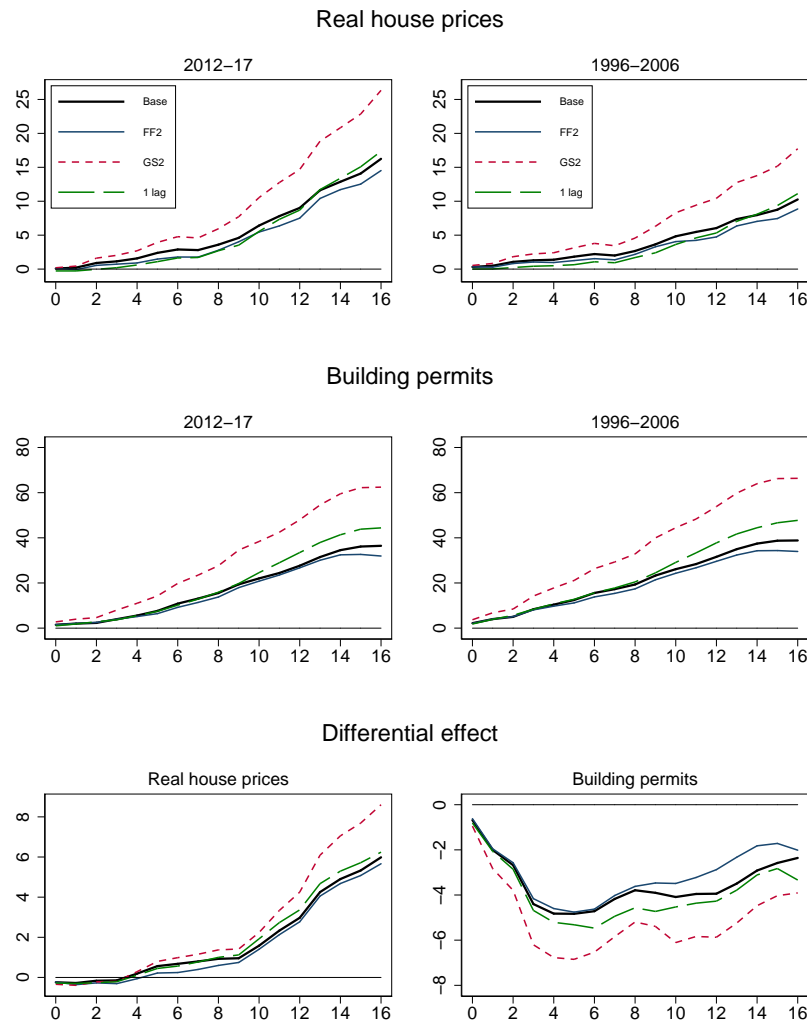 Real house prices
2012−17
1996−2006
25
20
15
10
5
0
Base
FF2
GS2
1 lag
0 2 4 6 8 10 12 14 16
25
20
15
10
5
0
Base
FF2
GS2
1 lag
0 2 4 6 8 10 12 14 16
Building permits
2012−17
1996−2006
80
60
40
20
0
0 2 4 6 8 10 12 14 16
80
60
40
20
0
0 2 4 6 8 10 12 14 16
Differential effect
Real house prices
Building permits
8
6
4
2
0
0 2 4 6 8 10 12 14 16
0
−2
−4
−6
−8
0 2 4 6 8 10 12 14 16